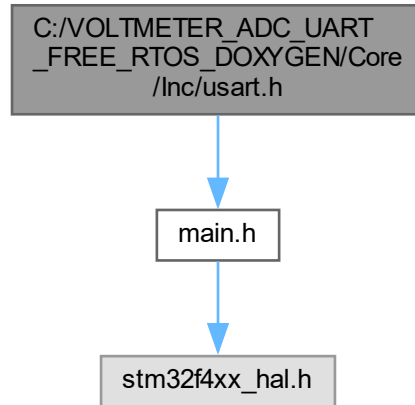 C:/VOLTMETER_ADC_UART
_FREE_RTOS_DOXYGEN/Core
/Inc/usart.h
main.h
stm32f4xx_hal.h